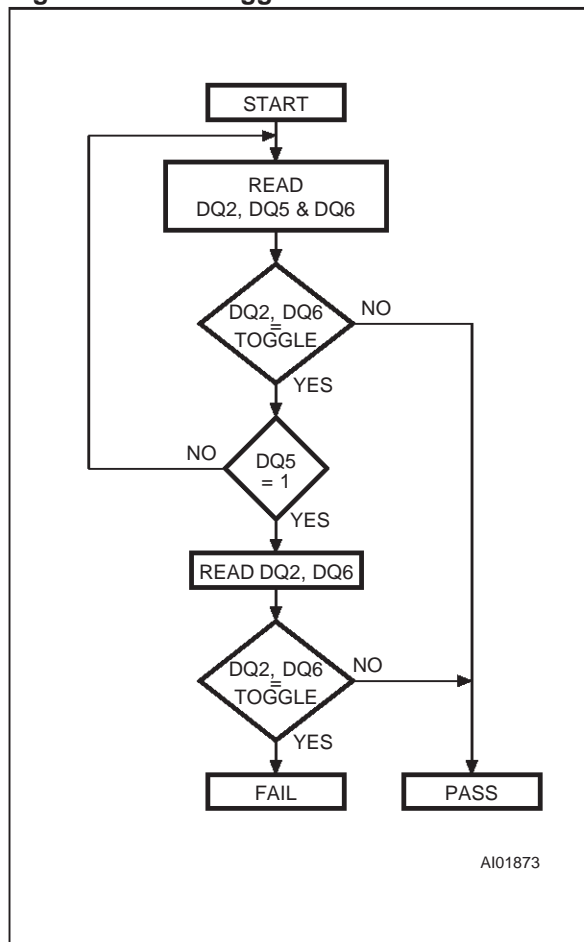 START
READ
DQ2, DQ5 & DQ6
DQ2, DQ6
=
TOGGLE
NO
YES
NO
DQ5
= 1
YES
READ DQ2, DQ6
DQ2, DQ6
=
TOGGLE
NO
YES
FAIL
PASS
AI01873